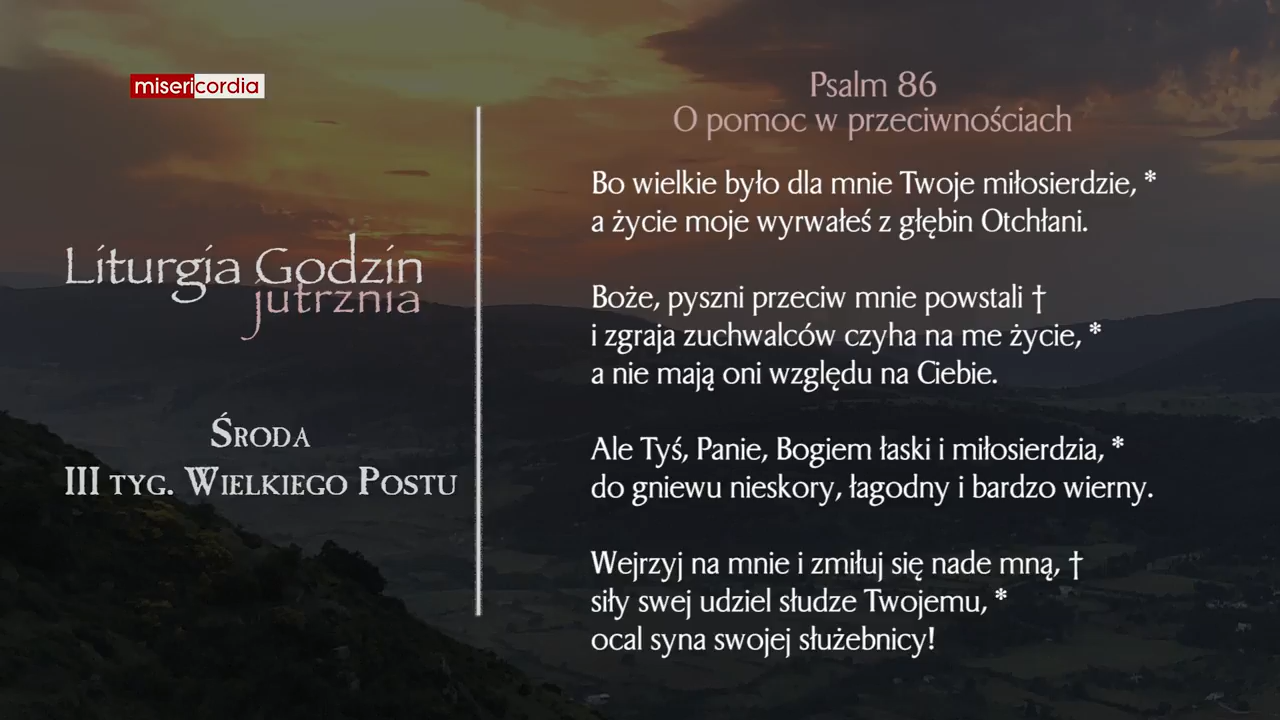 misericordia
Liturgia Godzin
jutrznia
Środa
III tyg. Wielkiego Postu
Psalm 86
O pomoc w przeciwnościach
Bo wielkie było dla mnie Twoje miłosierdzie, *
a życie moje wyrwałeś z głębin Otchłani.
Boże, pyszni przeciw mnie powstali †
i zgraja zuchwalców czyha na me życie, *
a nie mają oni względu na Ciebie.
Ale Tyś, Panie, Bogiem łaski i miłosierdzia, *
do gniewu nieskory, łagodny i bardzo wierny.
Wejrzyj na mnie i zmiłuj się nade mną, †
siły swej udziel słudze Twojemu, *
ocal syna swojej służebnicy!